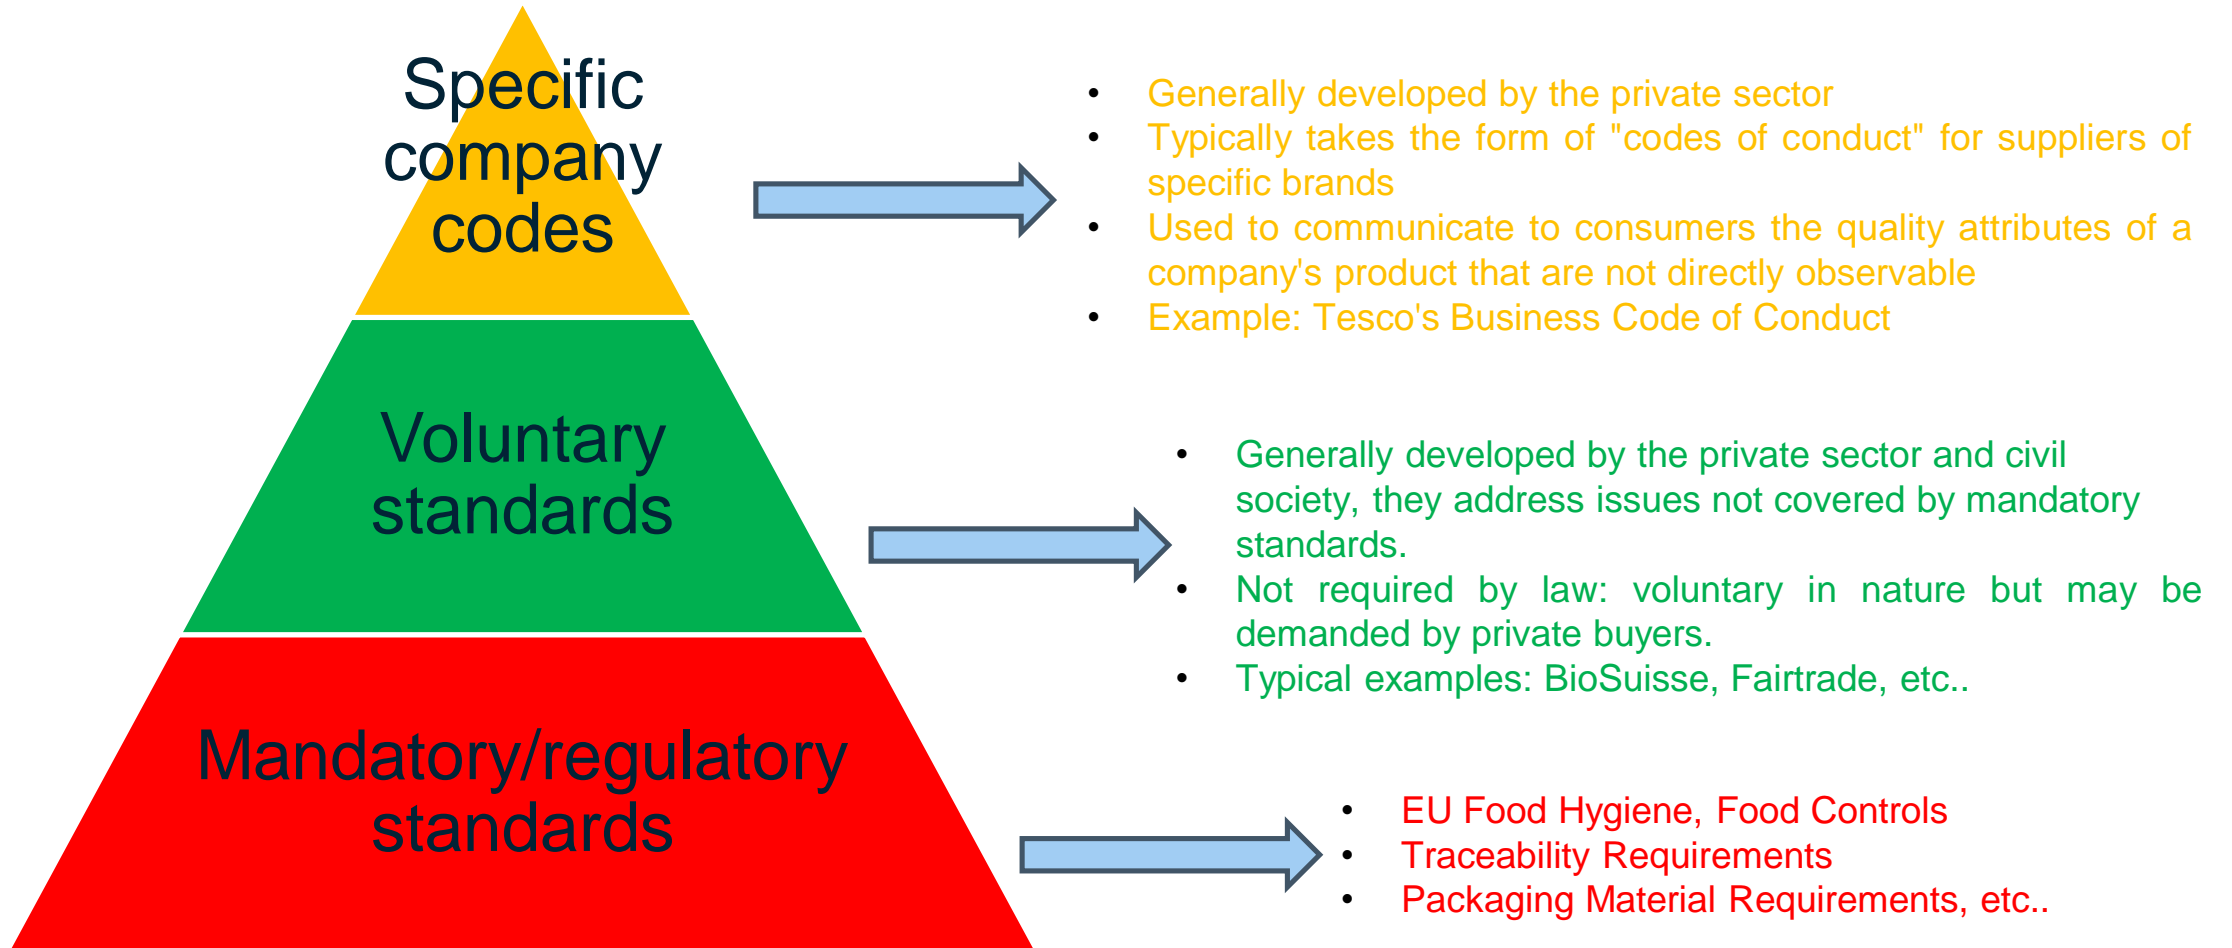 Specific
company
codes
• Generally developed by the private sector
• Typically takes the form of "codes of conduct" for suppliers of
specific brands
• Used to communicate to consumers the quality attributes of a
company's product that are not directly observable
• Example: Tesco's Business Code of Conduct
Voluntary
standards
• Generally developed by the private sector and civil
society, they address issues not covered by mandatory
standards.
• Not required by law: voluntary in nature but may be
demanded by private buyers.
• Typical examples: BioSuisse, Fairtrade, etc..
Mandatory/regulatory
standards
• EU Food Hygiene, Food Controls
• Traceability Requirements
• Packaging Material Requirements, etc..